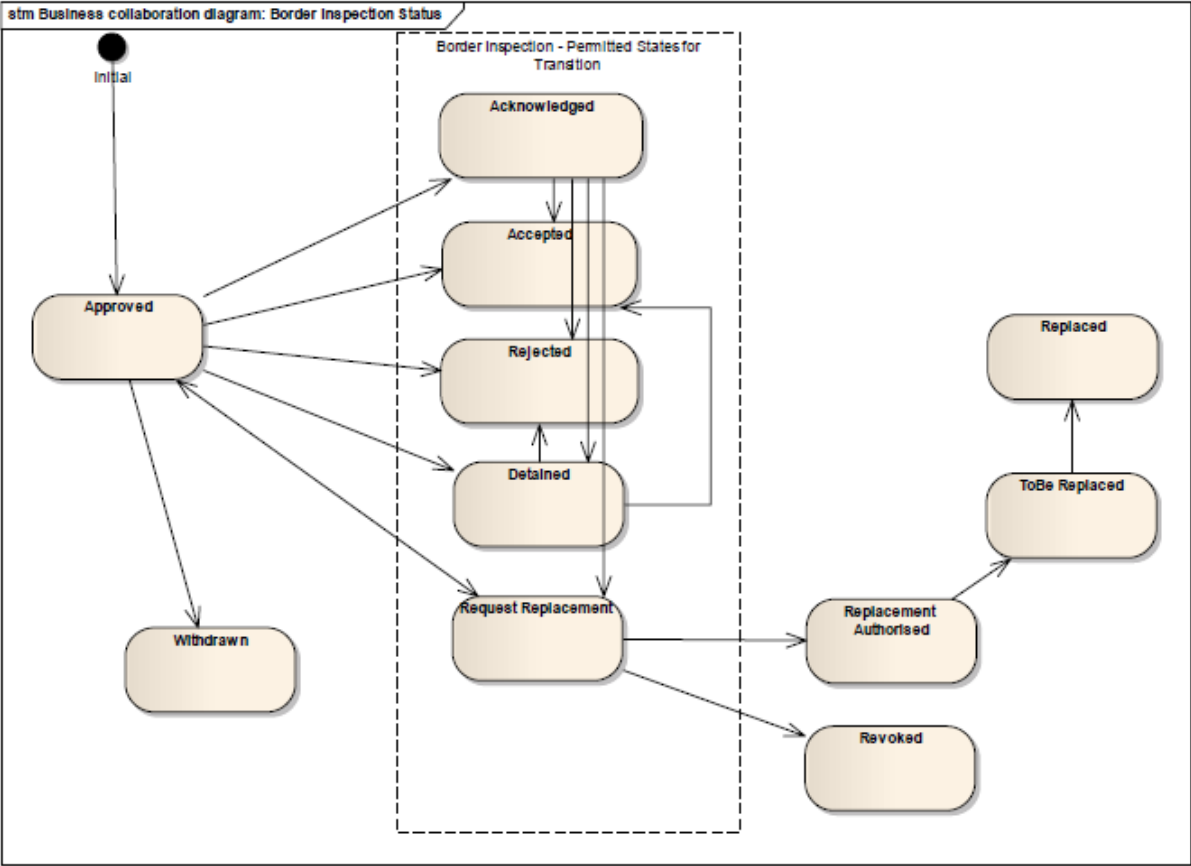 stm Business collaboration diagram: Border Inspection Status
Initial
Border Inspection - Permitted States for
Transition
Acknowledged
Accepted
Approved
Rejected
Replaced
Detained
ToBe Replaced
Request Replacement
Replacement
Authorised
Withdrawn
Revoked